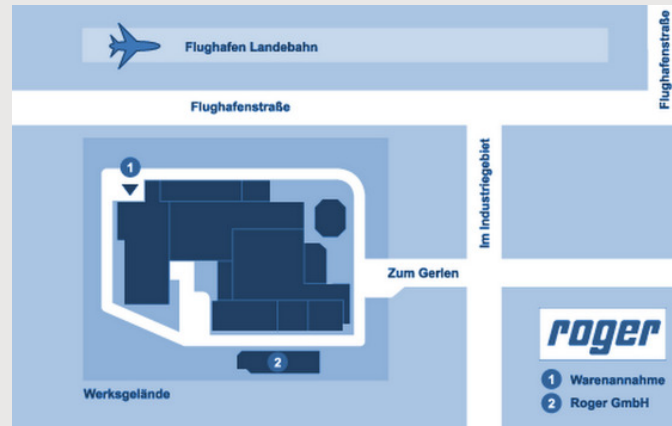 Flughafen Landebahn
Flughafenstraße
Flughafenstraße
1
Im Industriegebiet
Zum Gerlen
2
Werksgelände
roger
1 Warenannahme
2 Roger GmbH